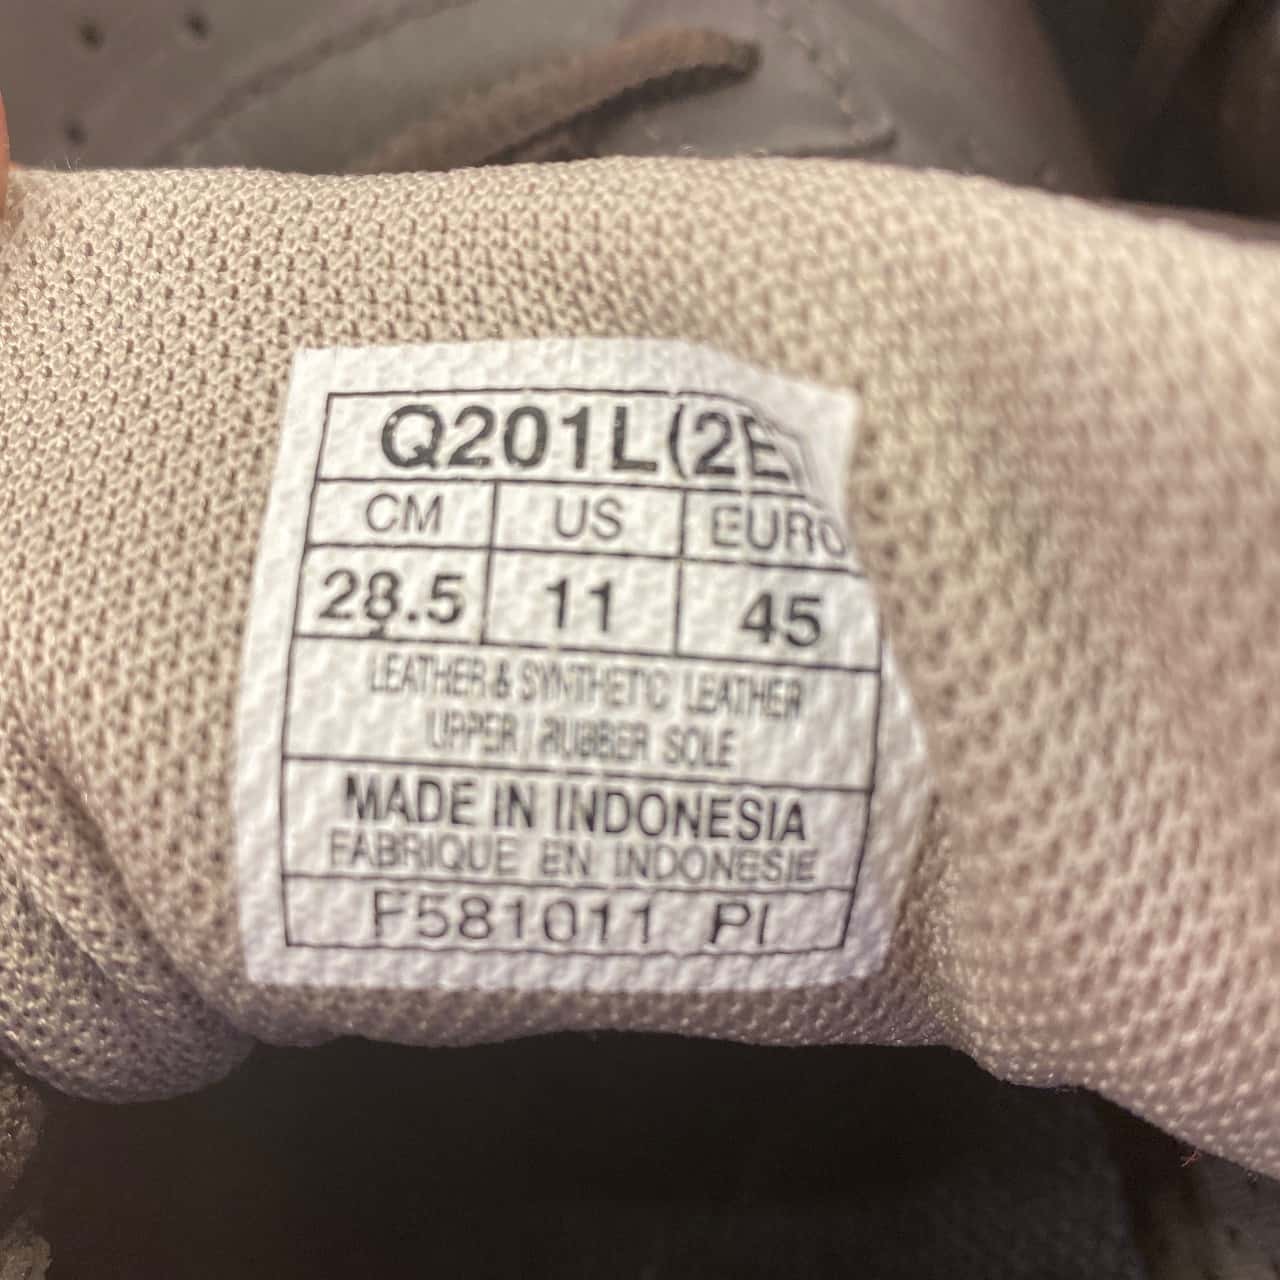 Q201L(2E)
CM US EURO
28.5 11 45
LEATHER & SYNTHETIC LEATHER
UPPER / RUBBER SOLE
MADE IN INDONESIA
FABRIQUE EN INDONESIE
F581011 PI